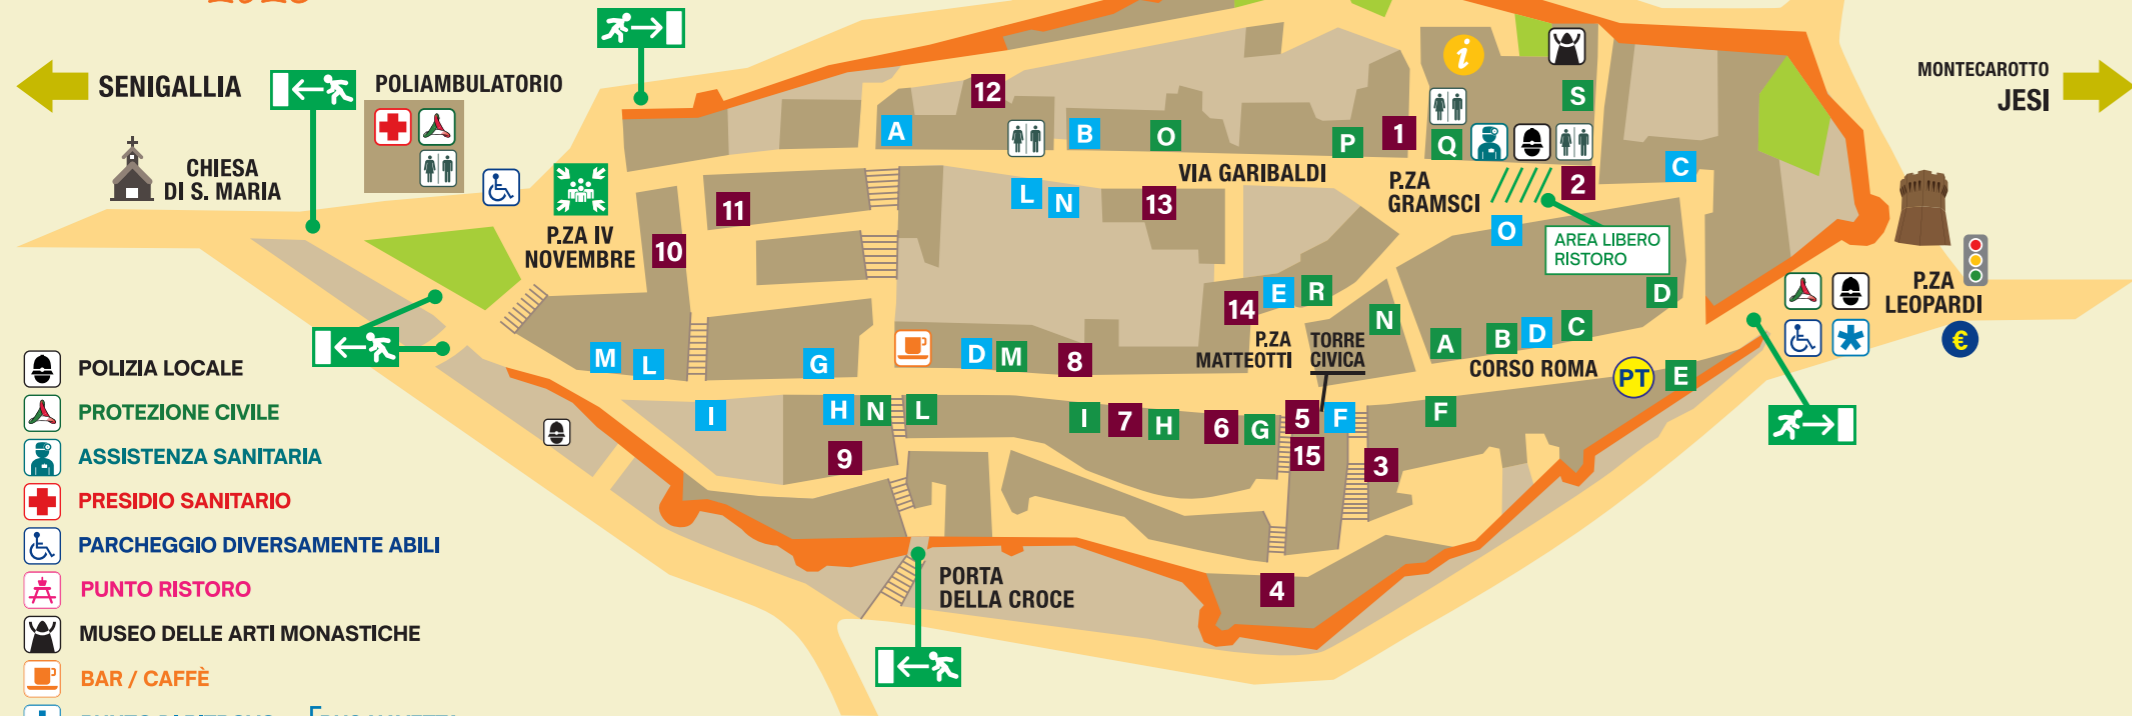 SENIGALLIA
POLIAMBULATORIO
CHIESA
DI S. MARIA
P.ZA IV
NOVEMBRE
MONTECAROTTO
JESI
12
A
B
O
P
1
Q
S
2
C
VIA GARIBALDI
P.ZA
GRAMSCI
i
L
N
13
11
10
O
AREA LIBERO
RISTORO
D
P.ZA
LEOPARDI
€
14
E
R
N
P.ZA
MATTEOTTI
TORRE
CIVICA
A
B
D
C
CORSO ROMA
PT
E
M
L
G
D
M
8
I
H
N
L
I
7
H
6
G
5
F
F
9
15
3
4
PORTA
DELLA CROCE
POLIZIA LOCALE
PROTEZIONE CIVILE
ASSISTENZA SANITARIA
PRESIDIO SANITARIO
PARCHEGGIO DIVERSAMENTE ABILI
PUNTO RISTORO
MUSEO DELLE ARTI MONASTICHE
BAR / CAFFÈ